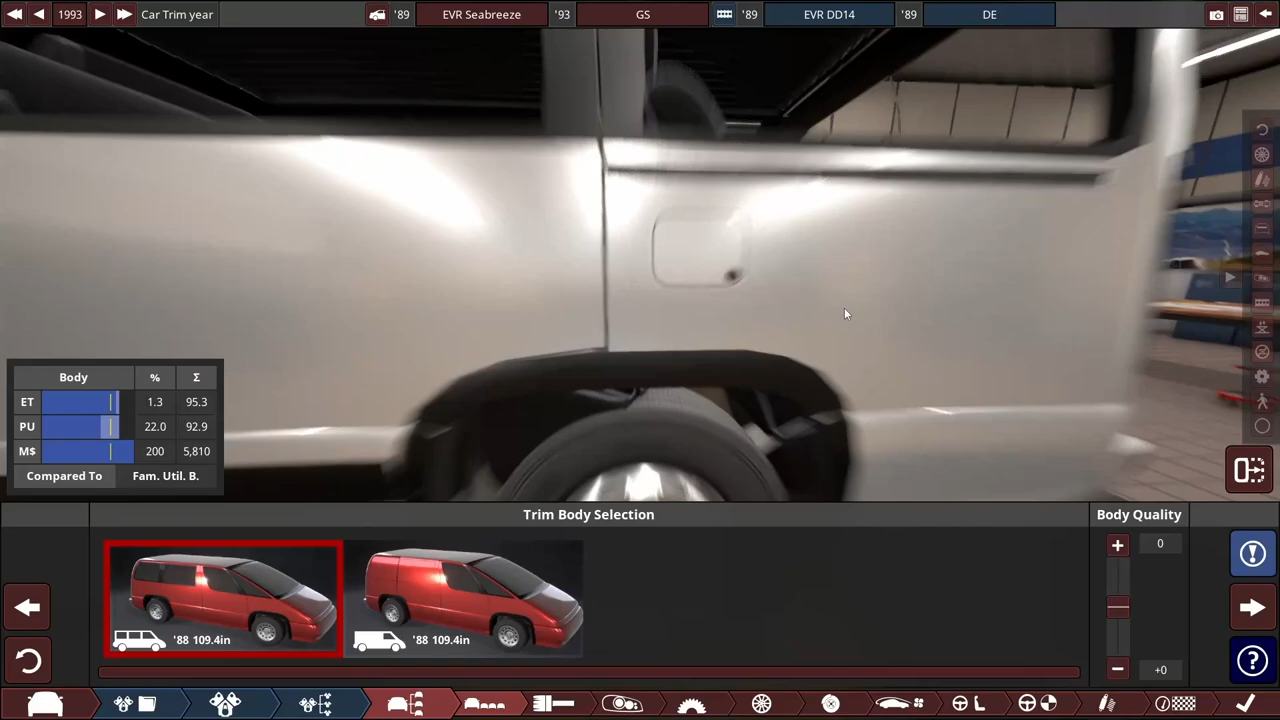 1993 Car Trim year '89 EVR Seabreeze '93 GS '89 EVR DD14 '89 DE
Body % Σ
ET 1.3 95.3
PU 22.0 92.9
M$ 200 5,810
Compared To Fam. Util. B.
Trim Body Selection
Body Quality
+ 0
'88 109.4in
'88 109.4in
- +0
?